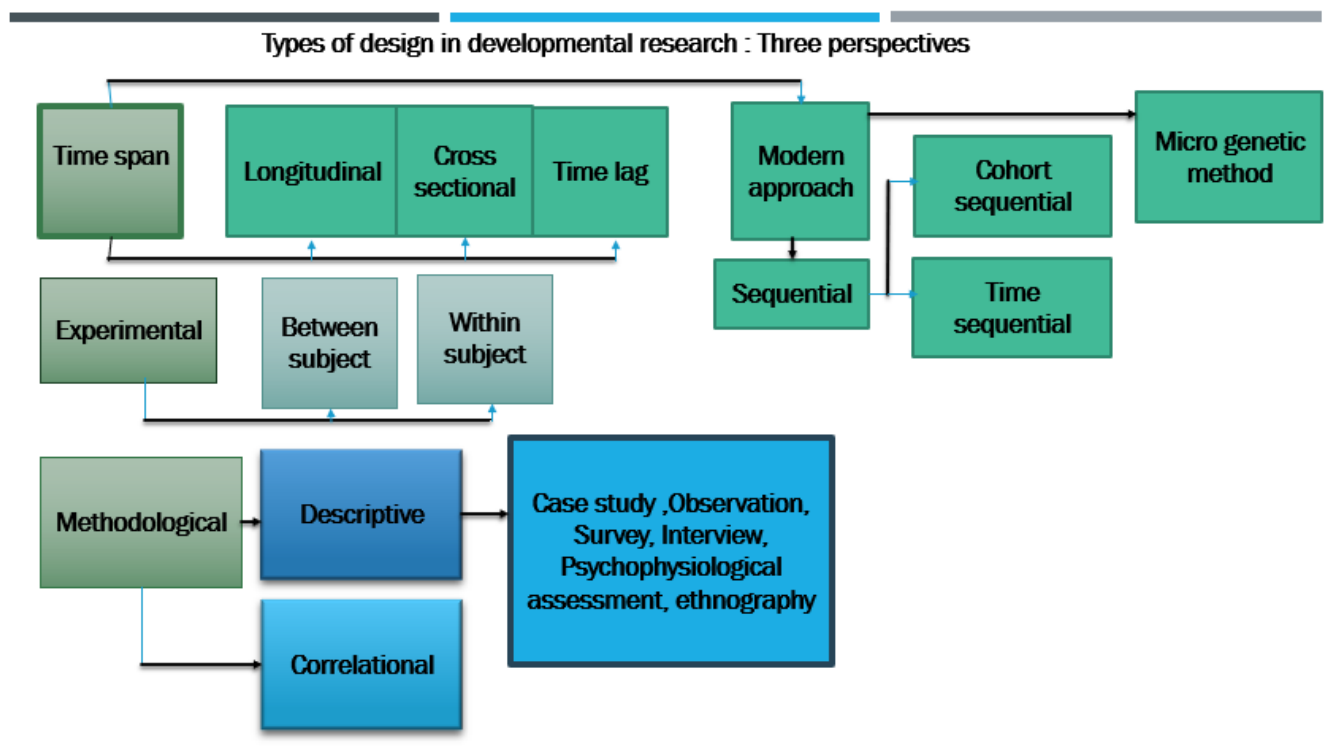 Types of design in developmental research : Three perspectives
Time span
Longitudinal
Cross
sectional
Time lag
Modern
approach
Micro genetic
method
Cohort
sequential
Sequential
Time
sequential
Experimental
Between
subject
Within
subject
Methodological
Descriptive
Case study ,Observation,
Survey, Interview,
Psychophysiological
assessment, ethnography
Correlational